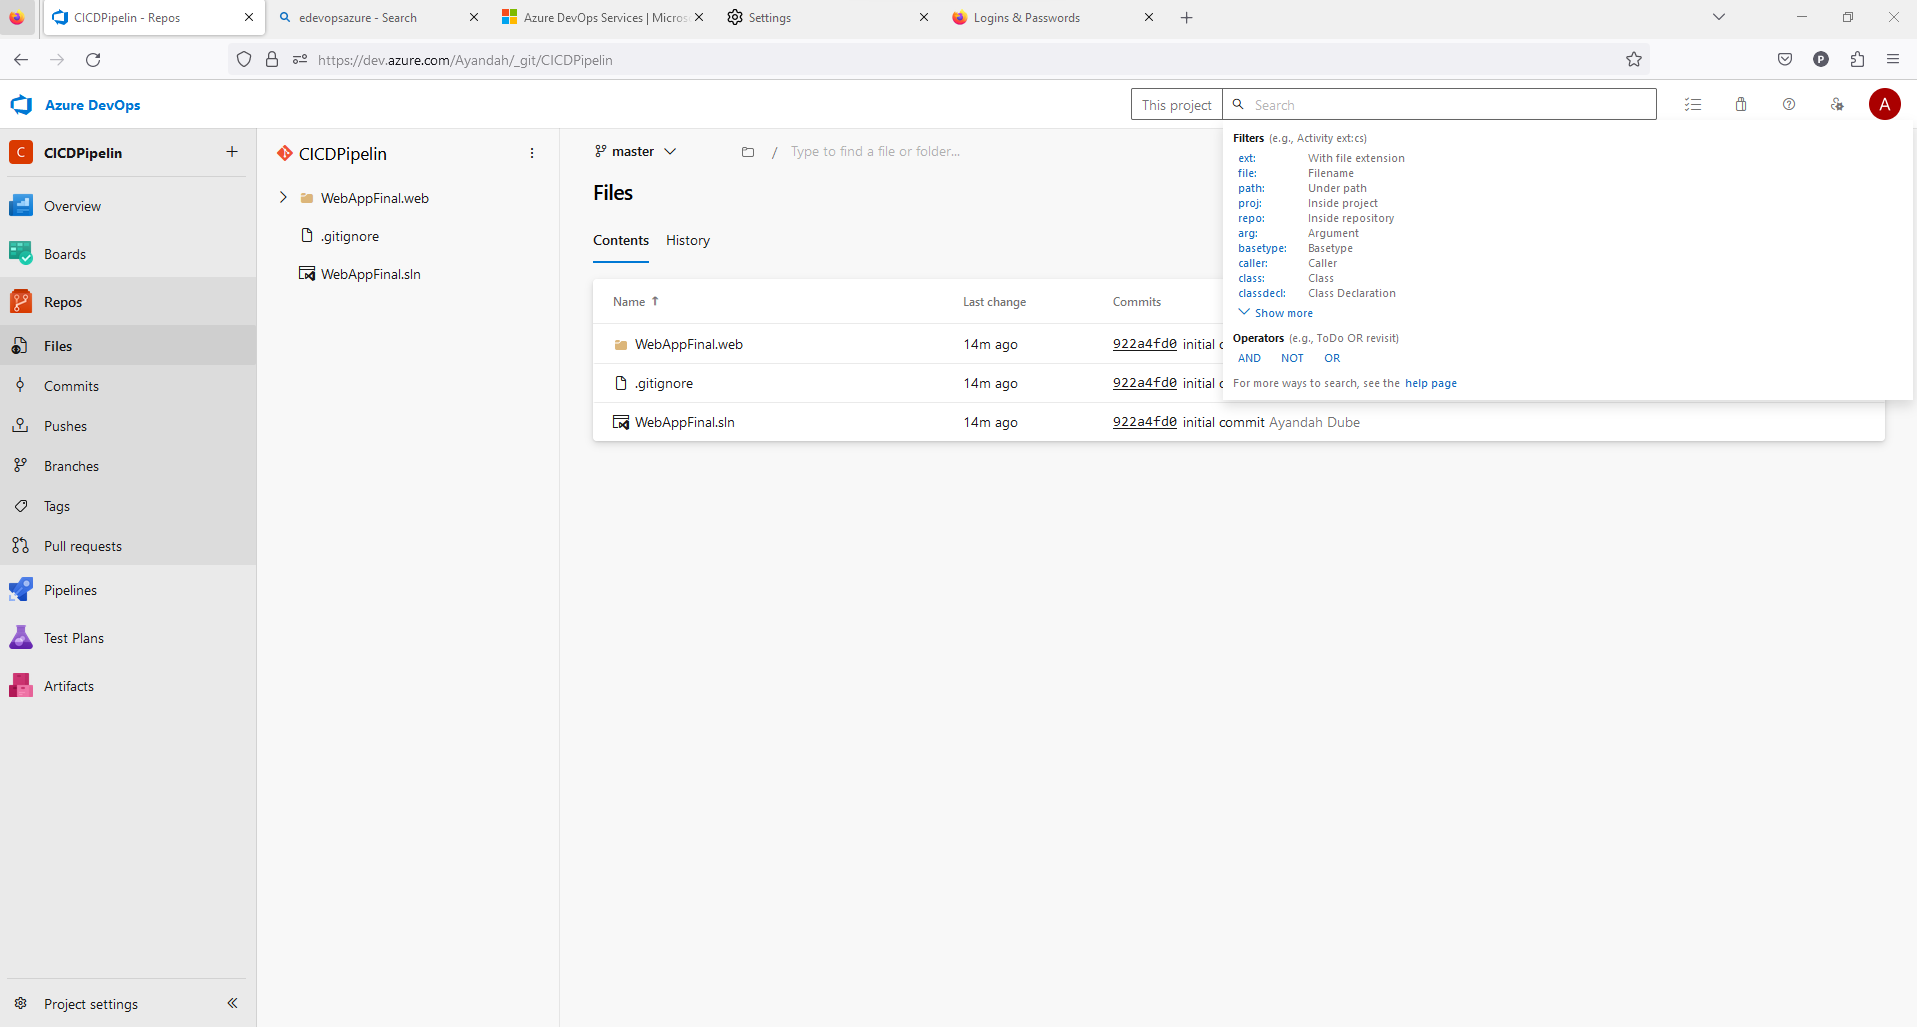 CICDPipelin - Repos
edevopsazure - Search
Azure DevOps Services | Micros
Settings
Logins & Passwords
https://dev.azure.com/Ayandah/_git/CICDPipelin
P
Azure DevOps
This project
Search
A
C CICDPipelin
Overview
Boards
Repos
Files
Commits
Pushes
Branches
Tags
Pull requests
Pipelines
Test Plans
Artifacts
Project settings
CICDPipelin
WebAppFinal.web
.gitignore
WebAppFinal.sln
master
/ Type to find a file or folder...
Files
Contents History
Name Last change Commits
WebAppFinal.web 14m ago 922a4fd0 initial c
.gitignore 14m ago 922a4fd0 initial c
WebAppFinal.sln 14m ago 922a4fd0 initial commit Ayandah Dube
Filters (e.g., Activity ext:cs)
ext: With file extension
file: Filename
path: Under path
proj: Inside project
repo: Inside repository
arg: Argument
basetype: Basetype
caller: Caller
class: Class
classdecl: Class Declaration
Show more
Operators (e.g., ToDo OR revisit)
AND NOT OR
For more ways to search, see the help page